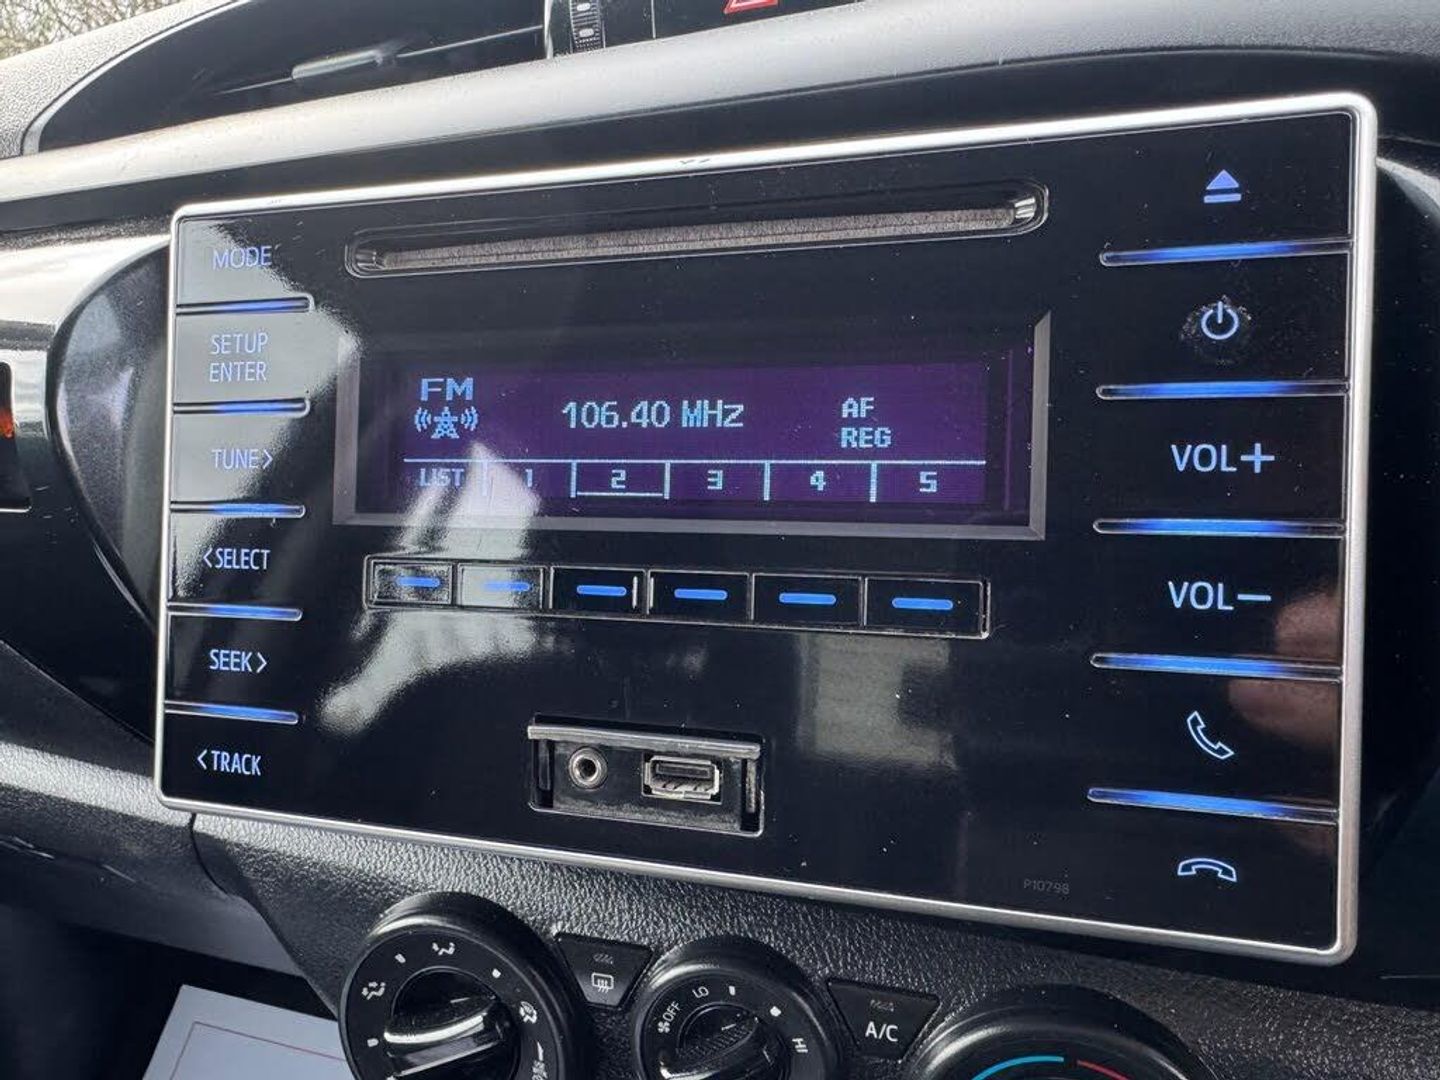 MODE
SETUP
ENTER
TUNE>
<SELECT
SEEK>
<TRACK
FM
106.40 MHz
AF
REG
LIST 1 2 3 4 5
VOL+
VOL-
P10798
OFF
LO
HI
A/C